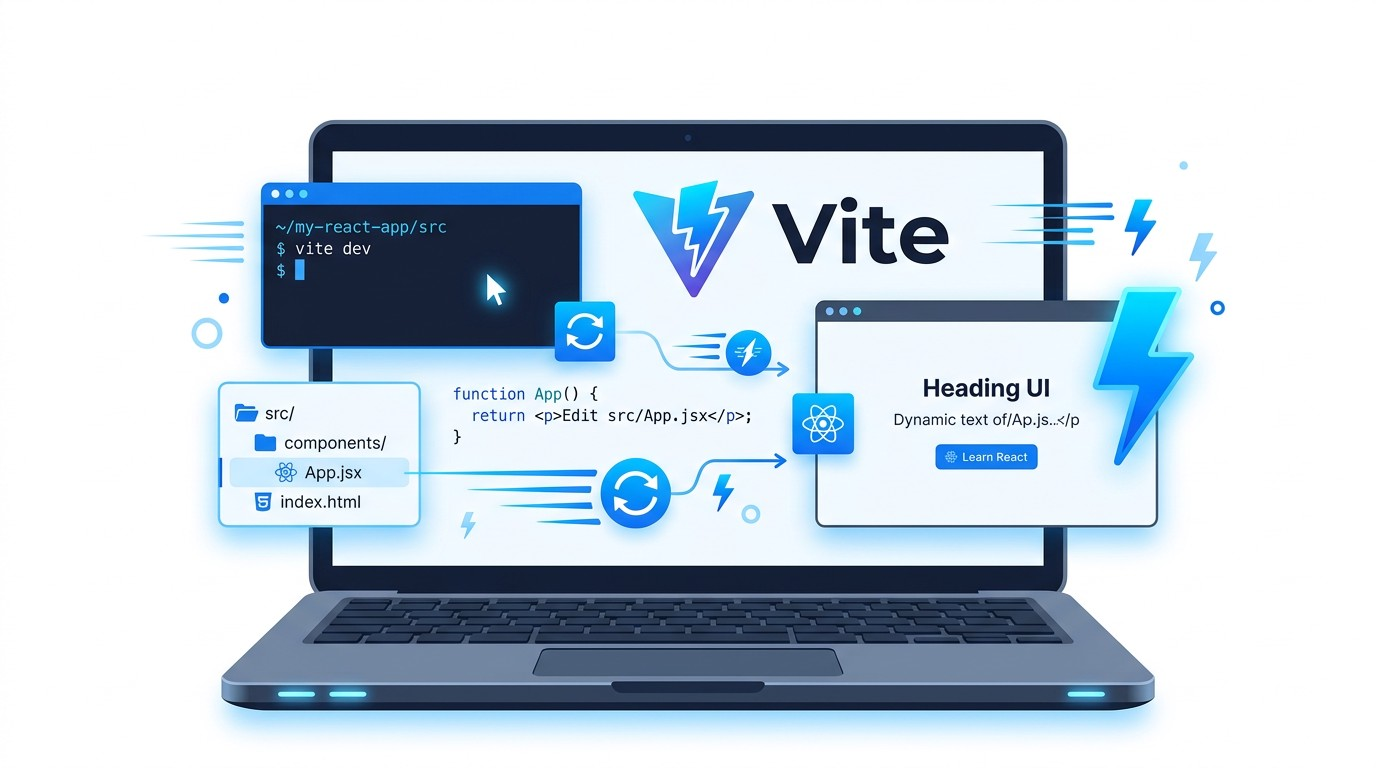 Vite
~/my-react-app/src
$ vite dev
$
src/
components/
App.jsx
index.html
function App() {
  return <p>Edit src/App.jsx</p>;
}
Heading UI
Dynamic text of/Ap.js..</p
Learn React